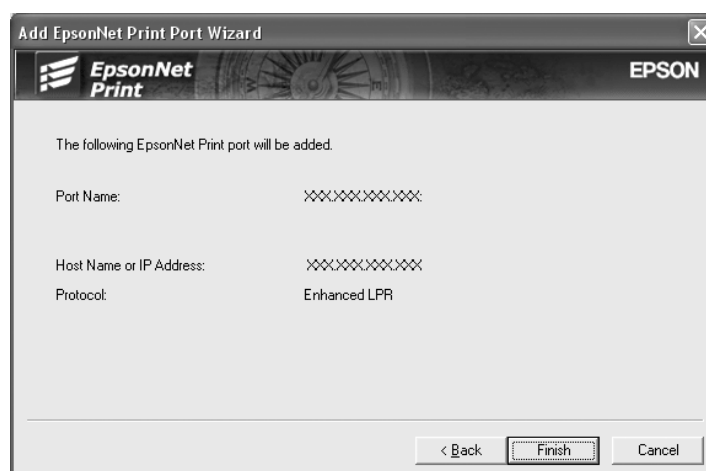 Add EpsonNet Print Port Wizard
EpsonNet
Print
EPSON
The following EpsonNet Print port will be added.
Port Name: XXX.XXX.XXX.XXX:
Host Name or IP Address: XXX.XXX.XXX.XXX
Protocol: Enhanced LPR
< Back Finish Cancel